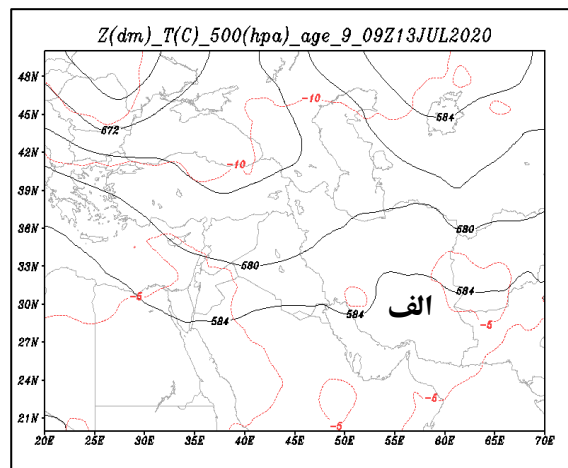 Z(dm)_T(C)_500(hpa)_age_9_09Z13JUL2020
48N
45N
42N
39N
36N
33N
30N
27N
24N
21N
20E 25E 30E 35E 40E 45E 50E 55E 60E 65E 70E
-10
584
572
-10
580
580
584
-5
584
584
-5
-5
-5
الف